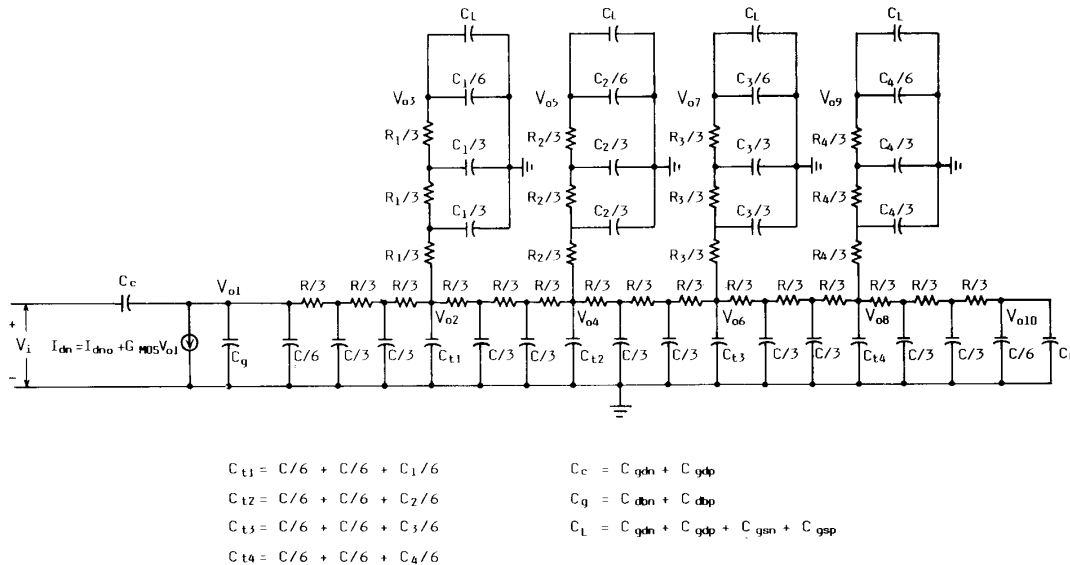 C_L C_L C_L C_L
C_1/6 C_2/6 C_3/6 C_4/6
V_o3 V_o5 V_o7 V_o9
R_1/3 R_2/3 R_3/3 R_4/3
C_1/3 C_2/3 C_3/3 C_4/3
R_1/3 R_2/3 R_3/3 R_4/3
C_1/3 C_2/3 C_3/3 C_4/3
R_1/3 R_2/3 R_3/3 R_4/3
C_c V_o1 R/3 R/3 R/3 R/3 R/3 R/3 R/3 R/3 R/3 R/3 R/3 R/3 R/3 R/3 R/3
V_o2 V_o4 V_o6 V_o8 V_o10
+
V_i I_dn = I_dno + G_MOS V_o1
−
C_g C/6 C/3 C/3 C_t1 C/3 C/3 C_t2 C/3 C/3 C_t3 C/3 C/3 C_t4 C/3 C/3 C/6
C_t1 = C/6 + C/6 + C_1/6
C_t2 = C/6 + C/6 + C_2/6
C_t3 = C/6 + C/6 + C_3/6
C_t4 = C/6 + C/6 + C_4/6
C_c = C_gdn + C_gdp
C_g = C_dbn + C_dbp
C_L = C_gdn + C_gdp + C_gsn + C_gsp